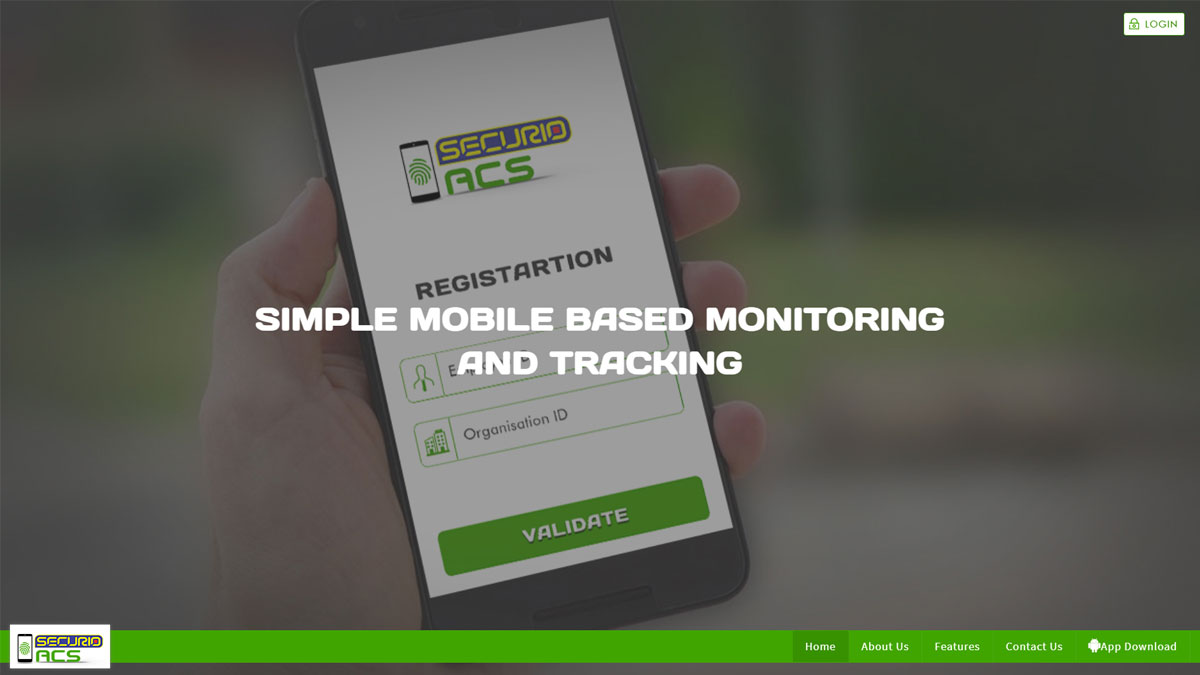 LOGIN
SECURIO
ACS
REGISTARTION
SIMPLE MOBILE BASED MONITORING
AND TRACKING
Organisation ID
VALIDATE
SECURIO
ACS
Home About Us Features Contact Us App Download